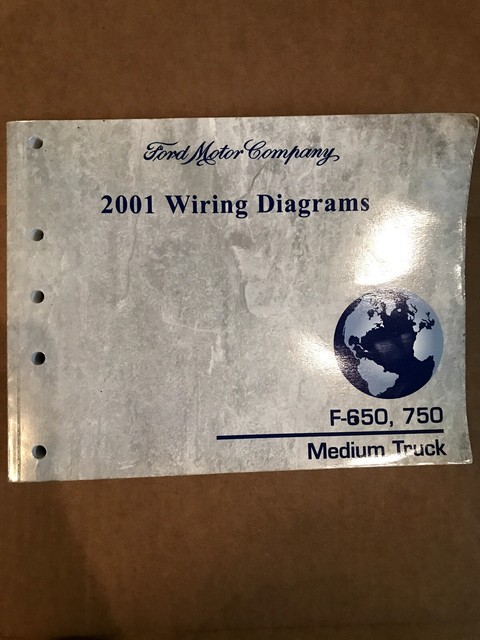 Ford Motor Company
2001 Wiring Diagrams
F-650, 750
Medium Truck